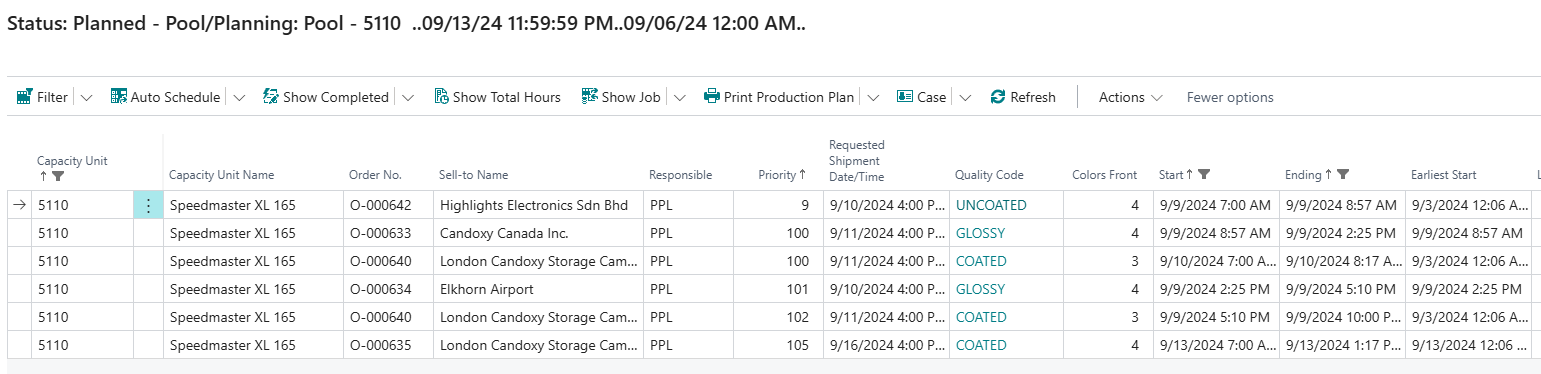 Status: Planned - Pool/Planning: Pool - 5110 ..09/13/24 11:59:59 PM..09/06/24 12:00 AM..
Filter Auto Schedule Show Completed Show Total Hours Show Job Print Production Plan Case Refresh Actions Fewer options
Capacity Unit Capacity Unit Name Order No. Sell-to Name Responsible Priority Requested Shipment Date/Time Quality Code Colors Front Start Ending Earliest Start L
5110 Speedmaster XL 165 O-000642 Highlights Electronics Sdn Bhd PPL 9 9/10/2024 4:00 P... UNCOATED 4 9/9/2024 7:00 AM 9/9/2024 8:57 AM 9/3/2024 12:06 A...
5110 Speedmaster XL 165 O-000633 Candoxy Canada Inc. PPL 100 9/11/2024 4:00 P... GLOSSY 4 9/9/2024 8:57 AM 9/9/2024 2:25 PM 9/9/2024 8:57 AM
5110 Speedmaster XL 165 O-000640 London Candoxy Storage Cam... PPL 100 9/11/2024 4:00 P... COATED 3 9/10/2024 7:00 A... 9/10/2024 8:17 A... 9/3/2024 12:06 A...
5110 Speedmaster XL 165 O-000634 Elkhorn Airport PPL 101 9/10/2024 4:00 P... GLOSSY 4 9/9/2024 2:25 PM 9/9/2024 5:10 PM 9/9/2024 2:25 PM
5110 Speedmaster XL 165 O-000640 London Candoxy Storage Cam... PPL 102 9/11/2024 4:00 P... COATED 3 9/9/2024 5:10 PM 9/9/2024 10:00 P... 9/3/2024 12:06 A...
5110 Speedmaster XL 165 O-000635 London Candoxy Storage Cam... PPL 105 9/16/2024 4:00 P... COATED 4 9/13/2024 7:00 A... 9/13/2024 1:17 P... 9/13/2024 12:06 ...